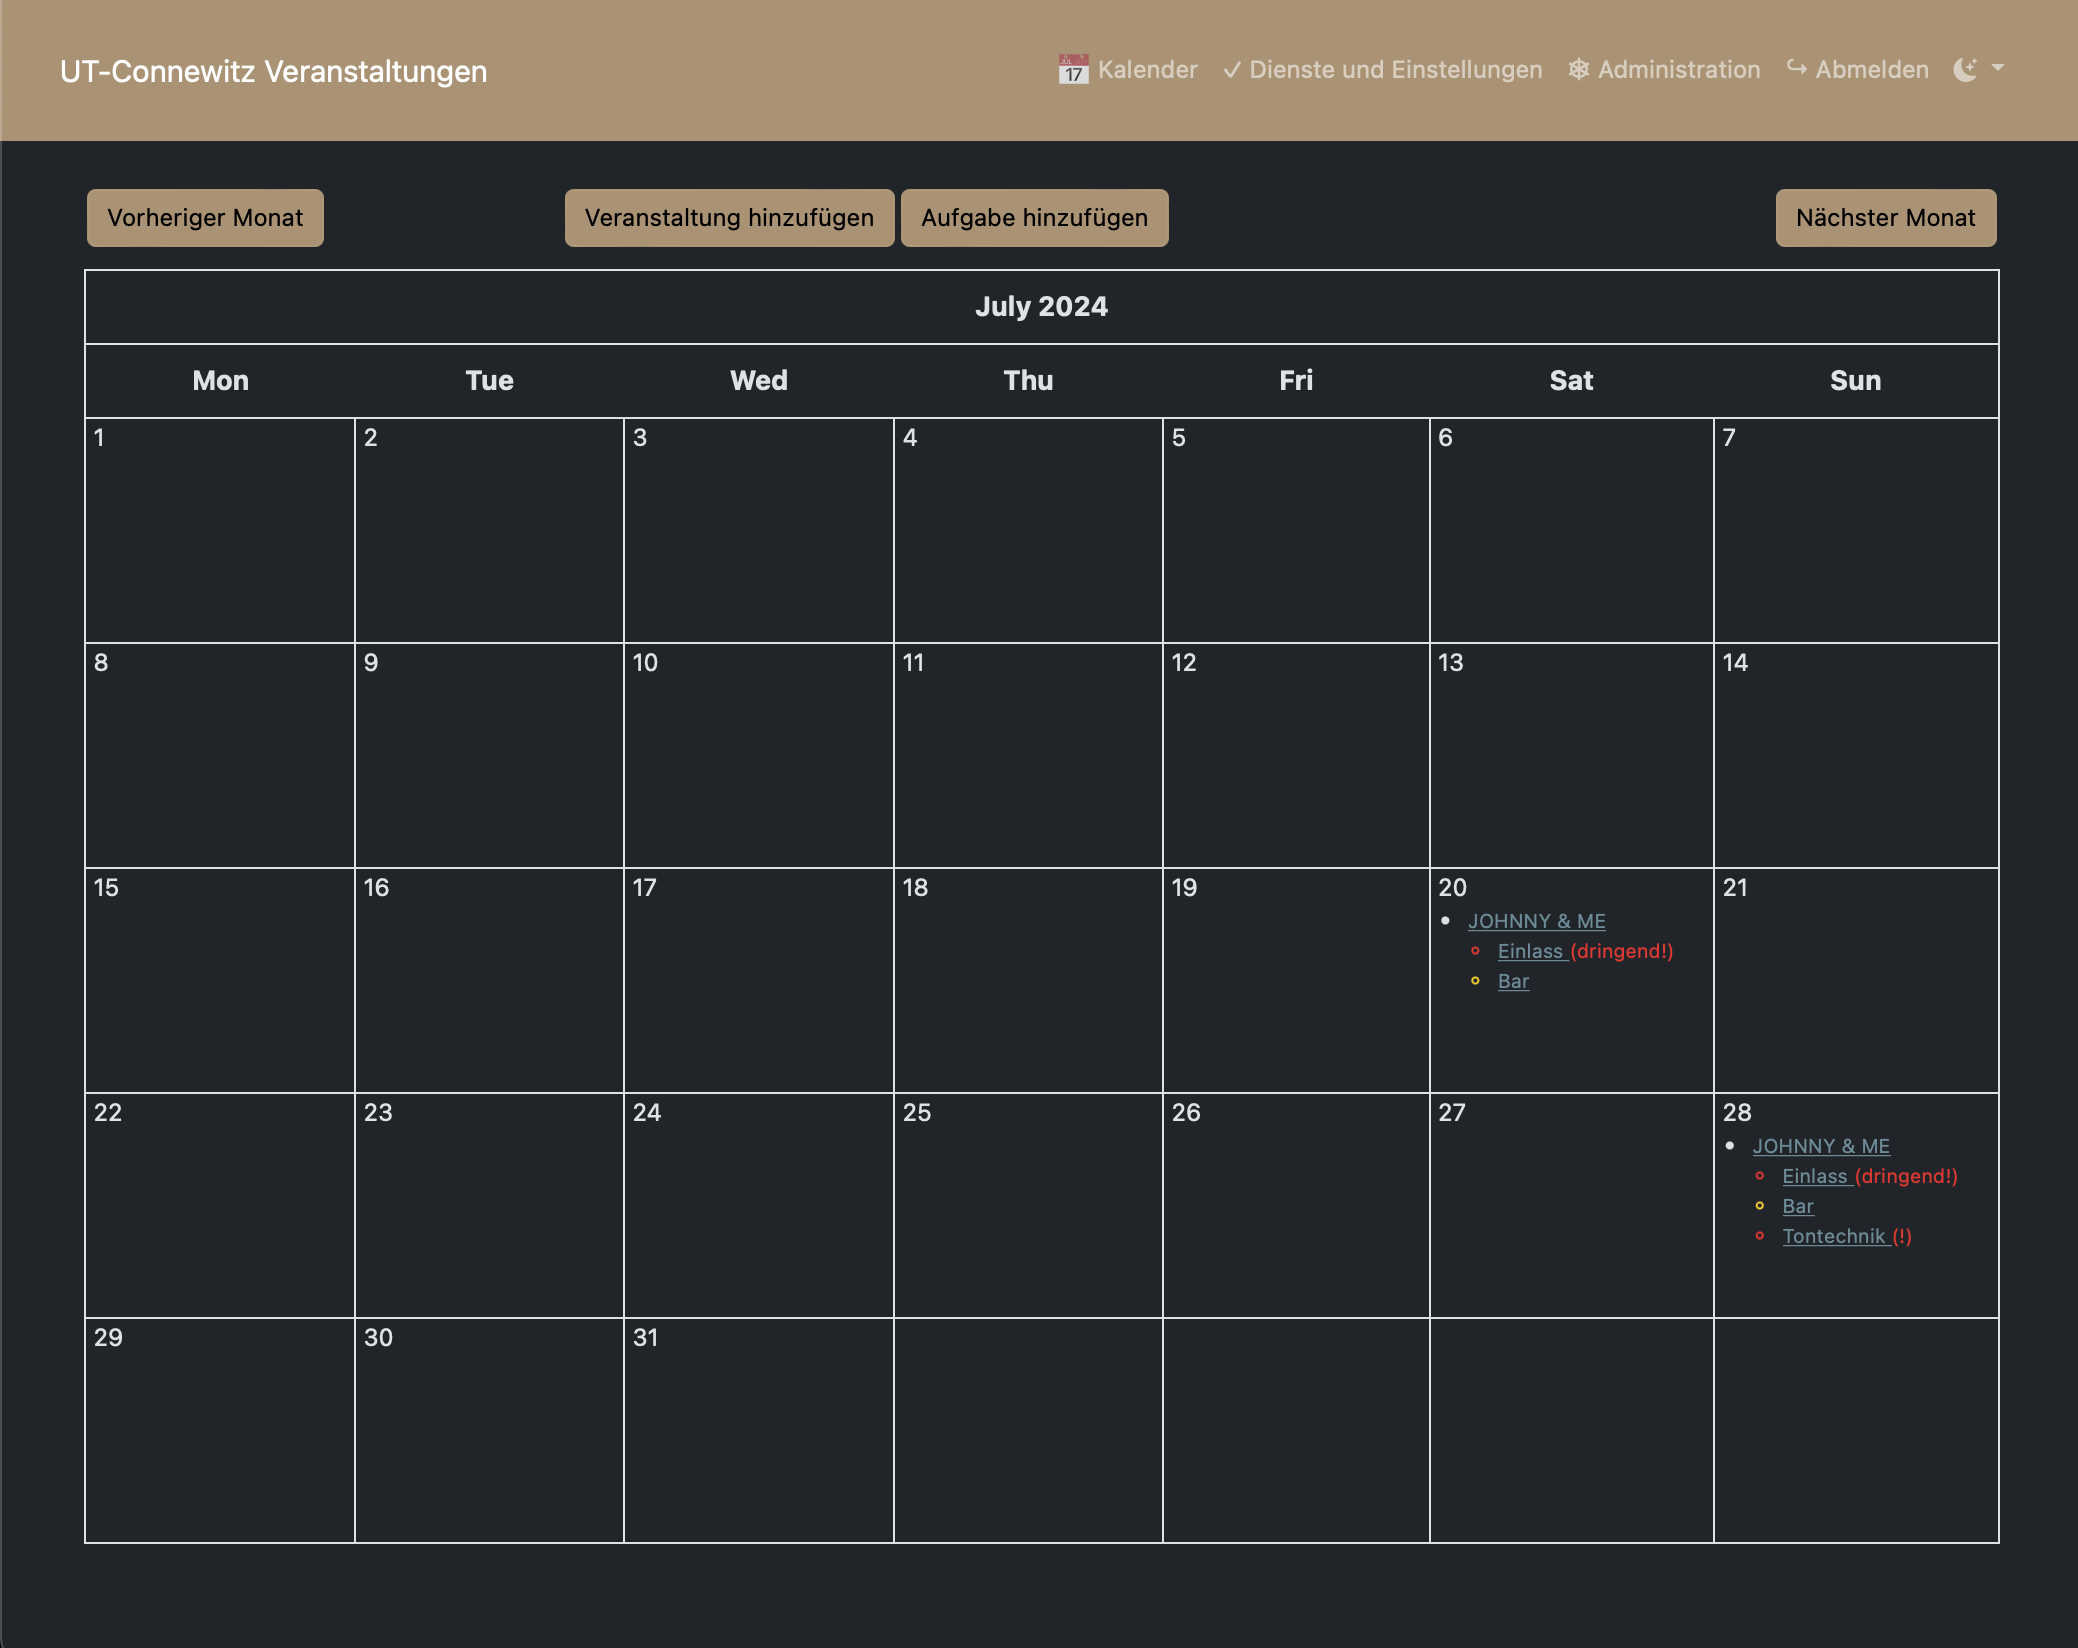 UT-Connewitz Veranstaltungen
JUL 17 Kalender ✓ Dienste und Einstellungen Administration Abmelden
Vorheriger Monat Veranstaltung hinzufügen Aufgabe hinzufügen Nächster Monat
July 2024
Mon Tue Wed Thu Fri Sat Sun
1 2 3 4 5 6 7
8 9 10 11 12 13 14
15 16 17 18 19 20 21
JOHNNY & ME
Einlass (dringend!)
Bar
22 23 24 25 26 27 28
JOHNNY & ME
Einlass (dringend!)
Bar
Tontechnik (!)
29 30 31